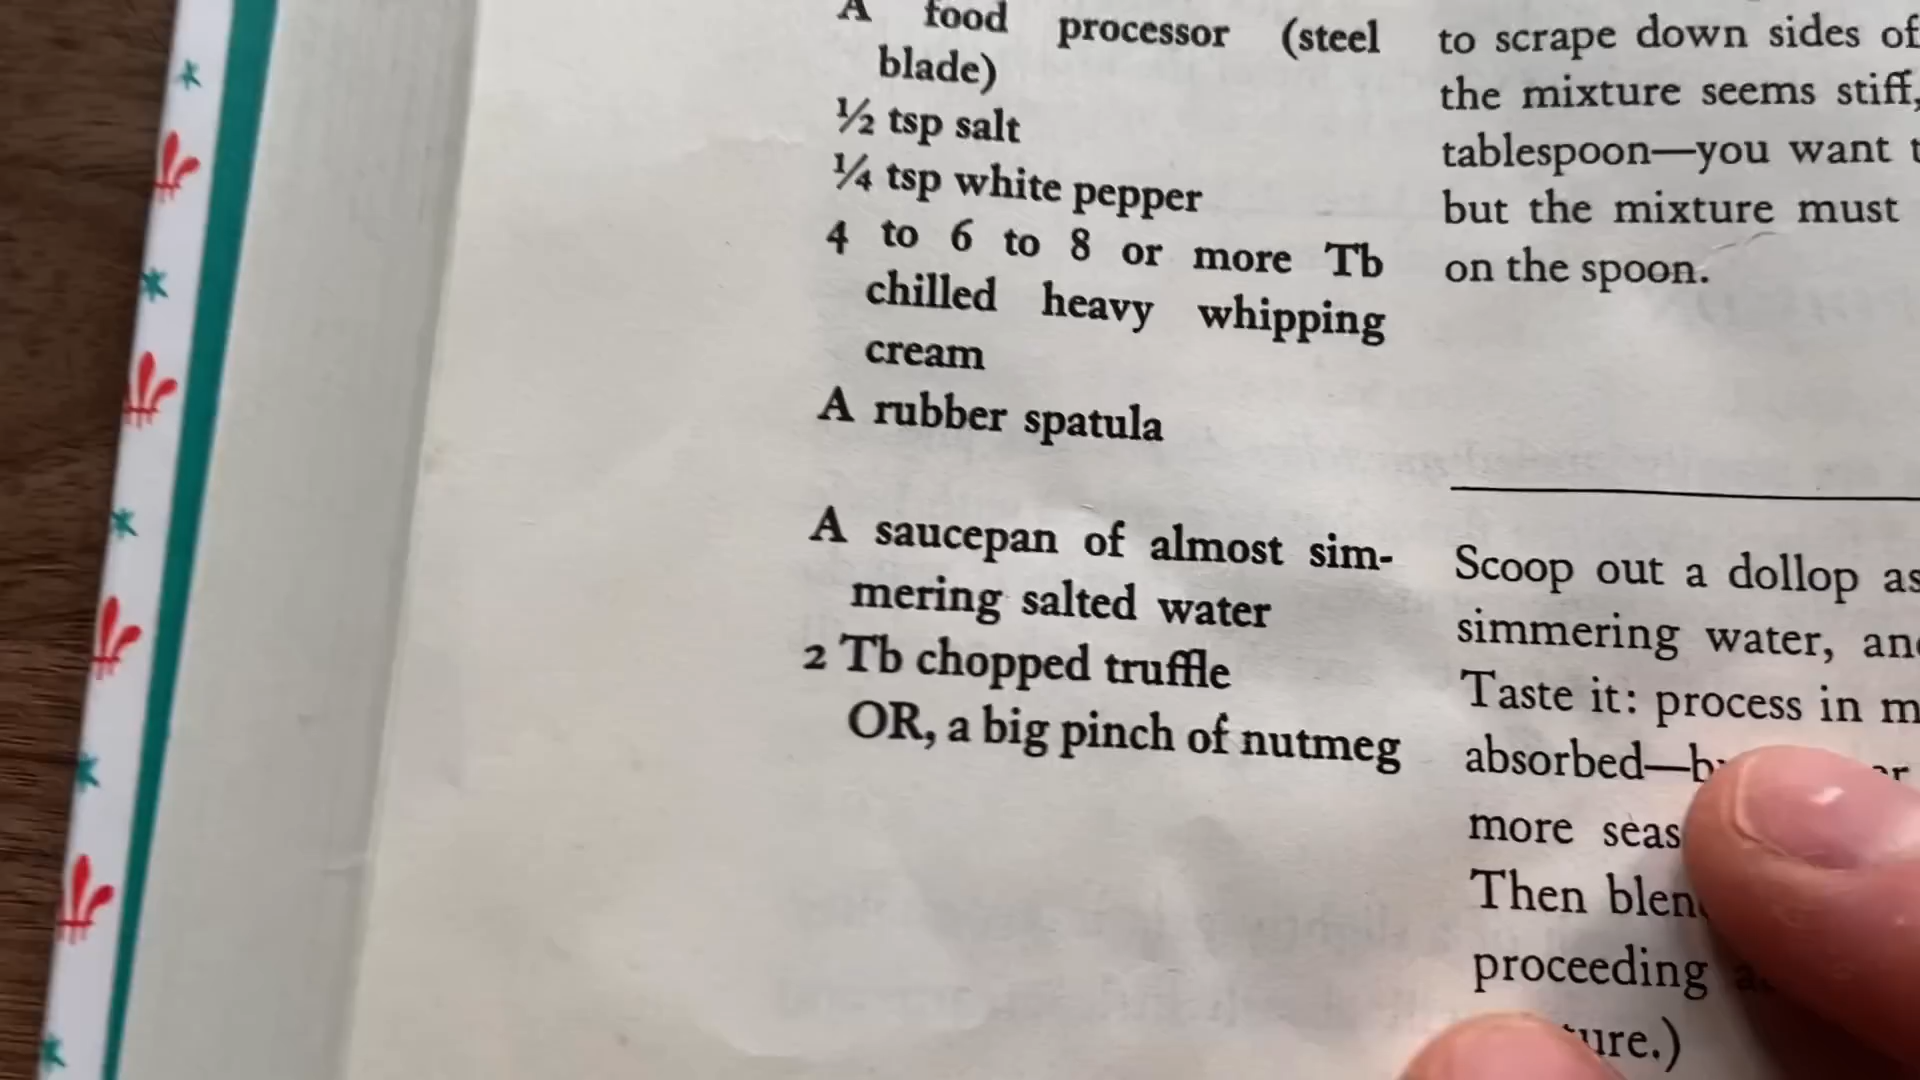 A food processor (steel
blade)
½ tsp salt
¼ tsp white pepper
4 to 6 to 8 or more Tb
chilled heavy whipping
cream
A rubber spatula
A saucepan of almost sim-
mering salted water
2 Tb chopped truffle
OR, a big pinch of nutmeg
to scrape down sides of
the mixture seems stiff,
tablespoon—you want
but the mixture must
on the spoon.
Scoop out a dollop as
simmering water, and
Taste it: process in
absorbed—
more
Then
proceeding